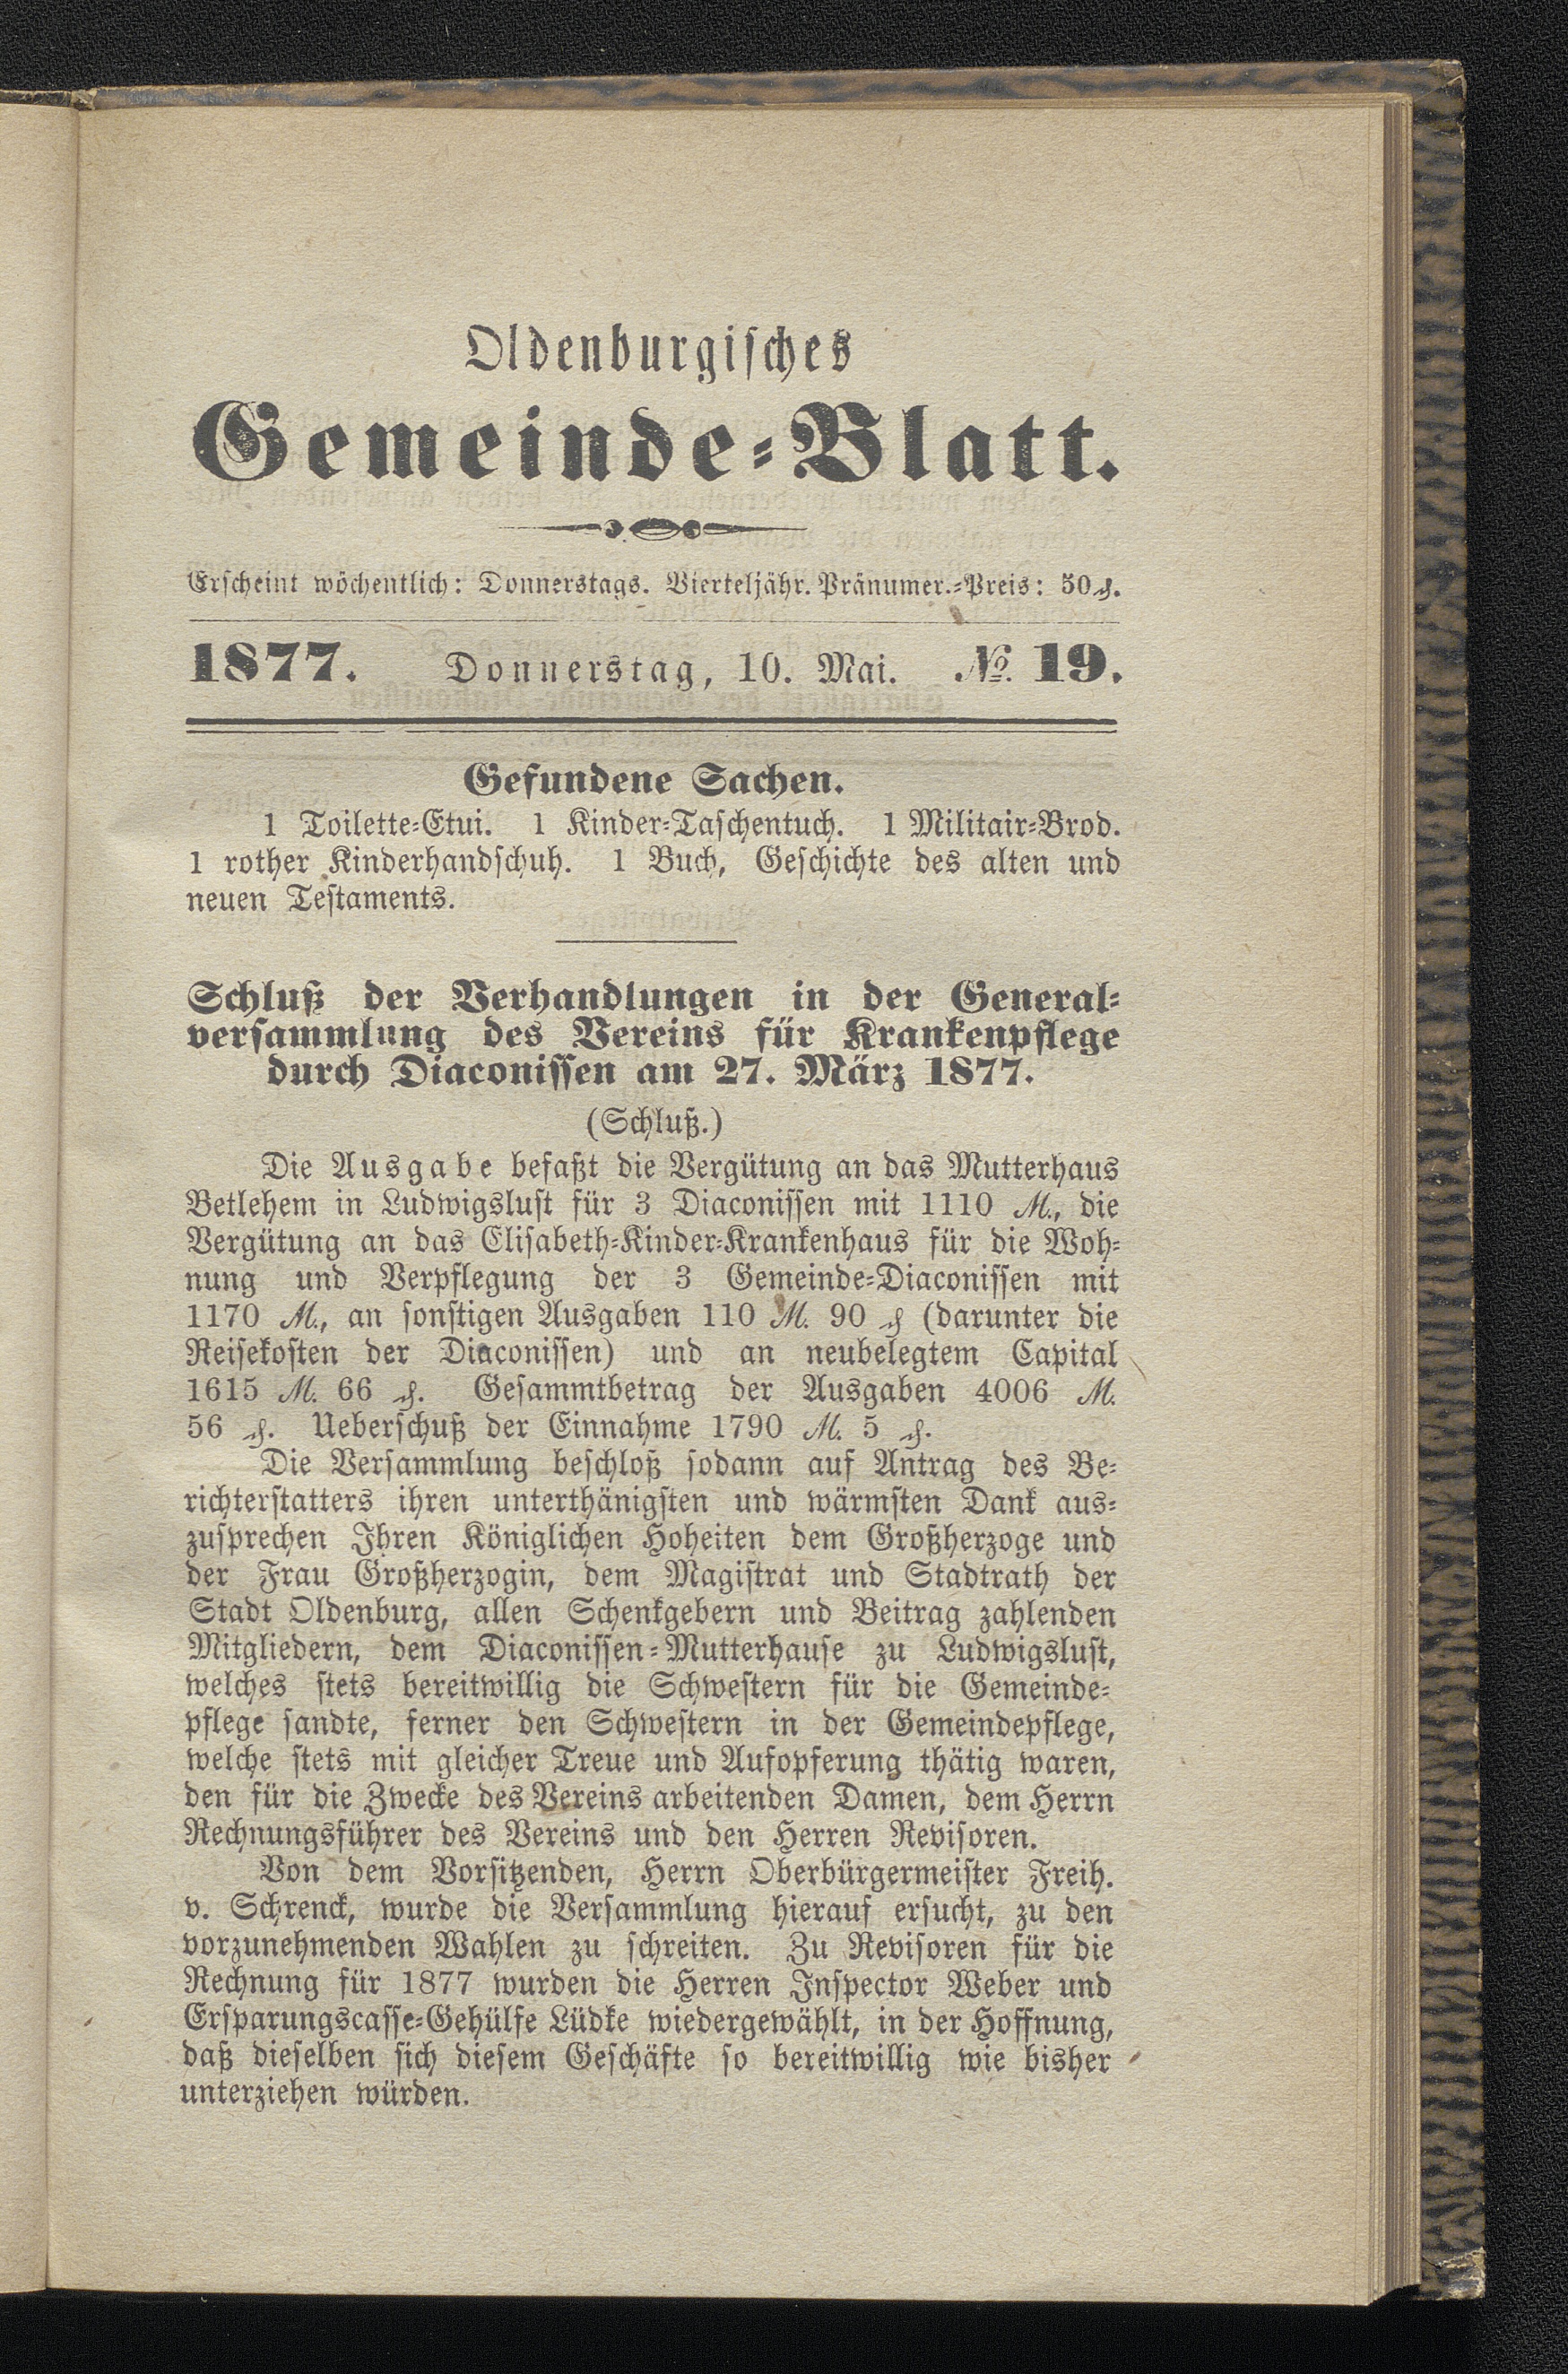 Oldenburgisches
Gemeinde-Blatt.
Erscheint wöchentlich: Donnerstags. Vierteljähr. Pränumer.-Preis: 50 ₰.
1877. Donnerstag, 10. Mai. № 19.
Gefundene Sachen.
1 Toilette-Etui. 1 Kinder-Taschentuch. 1 Militair-Brod.
1 rother Kinderhandschuh. 1 Buch, Geschichte des alten und
neuen Testaments.
Schluß der Verhandlungen in der General-
versammlung des Vereins für Krankenpflege
durch Diaconissen am 27. März 1877.
(Schluß.)
Die Ausgabe befaßt die Vergütung an das Mutterhaus
Betlehem in Ludwigslust für 3 Diaconissen mit 1110 M., die
Vergütung an das Elisabeth-Kinder-Krankenhaus für die Woh-
nung und Verpflegung der 3 Gemeinde-Diaconissen mit
1170 M., an sonstigen Ausgaben 110 M. 90 ₰ (darunter die
Reisekosten der Diaconissen) und an neubelegtem Capital
1615 M. 66 ₰. Gesammtbetrag der Ausgaben 4006 M.
56 ₰. Ueberschuß der Einnahme 1790 M. 5 ₰.
Die Versammlung beschloß sodann auf Antrag des Be-
richterstatters ihren unterthänigsten und wärmsten Dank aus-
zusprechen Ihren Königlichen Hoheiten dem Großherzoge und
der Frau Großherzogin, dem Magistrat und Stadtrath der
Stadt Oldenburg, allen Schenkgebern und Beitrag zahlenden
Mitgliedern, dem Diaconissen-Mutterhause zu Ludwigslust,
welches stets bereitwillig die Schwestern für die Gemeinde-
pflege sandte, ferner den Schwestern in der Gemeindepflege,
welche stets mit gleicher Treue und Aufopferung thätig waren,
den für die Zwecke des Vereins arbeitenden Damen, dem Herrn
Rechnungsführer des Vereins und den Herren Revisoren.
Von dem Vorsitzenden, Herrn Oberbürgermeister Freih.
v. Schrenck, wurde die Versammlung hierauf ersucht, zu den
vorzunehmenden Wahlen zu schreiten. Zu Revisoren für die
Rechnung für 1877 wurden die Herren Inspector Weber und
Ersparungscasse-Gehülfe Lüdke wiedergewählt, in der Hoffnung,
daß dieselben sich diesem Geschäfte so bereitwillig wie bisher
unterziehen würden.